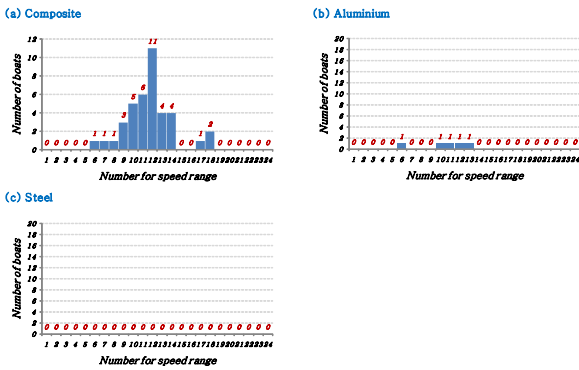 (a) Composite
Number of boats
12
10
8
6
4
2
0
0 0 0 0 0 1 1 1 3 5 6 11 4 4 0 0 1 2 0 0 0 0 0 0
1 2 3 4 5 6 7 8 9 10 11 12 13 14 15 16 17 18 19 20 21 22 23 24
Number for speed range
(b) Aluminium
Number of boats
20
18
16
14
12
10
8
6
4
2
0
0 0 0 0 0 1 0 0 0 1 1 1 1 0 0 0 0 0 0 0 0 0 0 0
1 2 3 4 5 6 7 8 9 10 11 12 13 14 15 16 17 18 19 20 21 22 23 24
Number for speed range
(c) Steel
Number of boats
20
18
16
14
12
10
8
6
4
2
0
0 0 0 0 0 0 0 0 0 0 0 0 0 0 0 0 0 0 0 0 0 0 0 0
1 2 3 4 5 6 7 8 9 10 11 12 13 14 15 16 17 18 19 20 21 22 23 24
Number for speed range